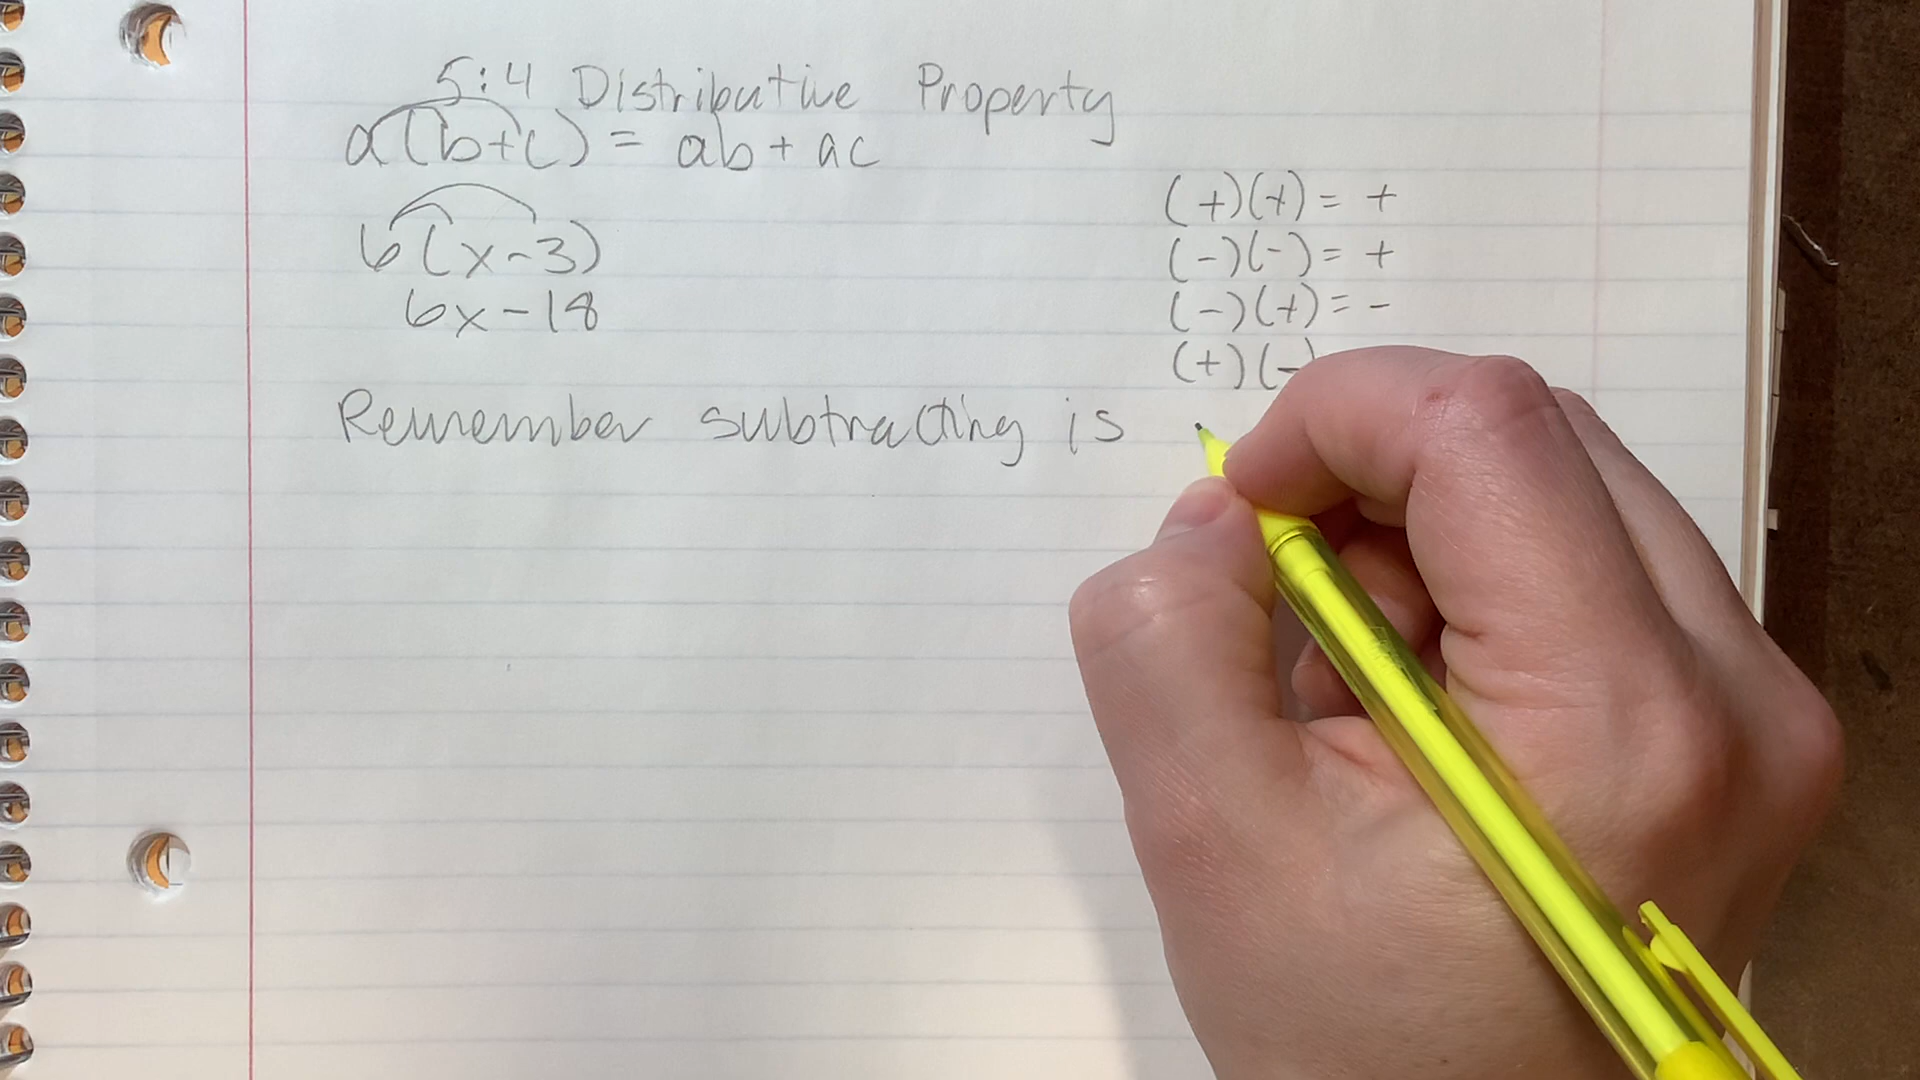 5:4 Distributive Property
a(b+c) = ab + ac
6(x-3)
6x-18
(+)(+) = +
(-)(-) = +
(-)(+) = -
(+)(-)
Remember subtracting is